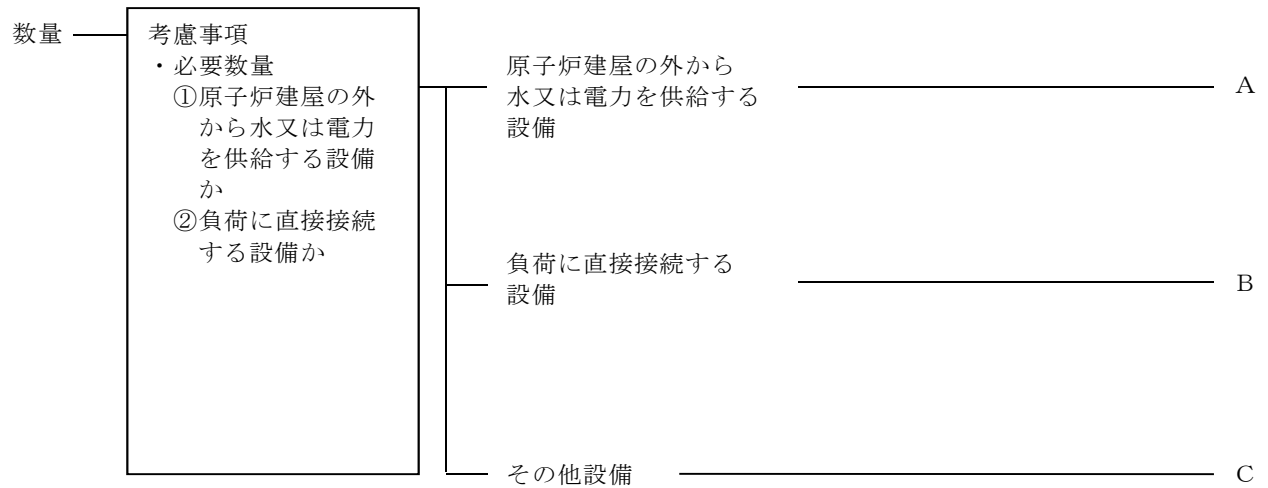 数量
考慮事項
・必要数量
①原子炉建屋の外
から水又は電力
を供給する設備
か
②負荷に直接接続
する設備か
原子炉建屋の外から
水又は電力を供給する
設備
A
負荷に直接接続する
設備
B
その他設備
C